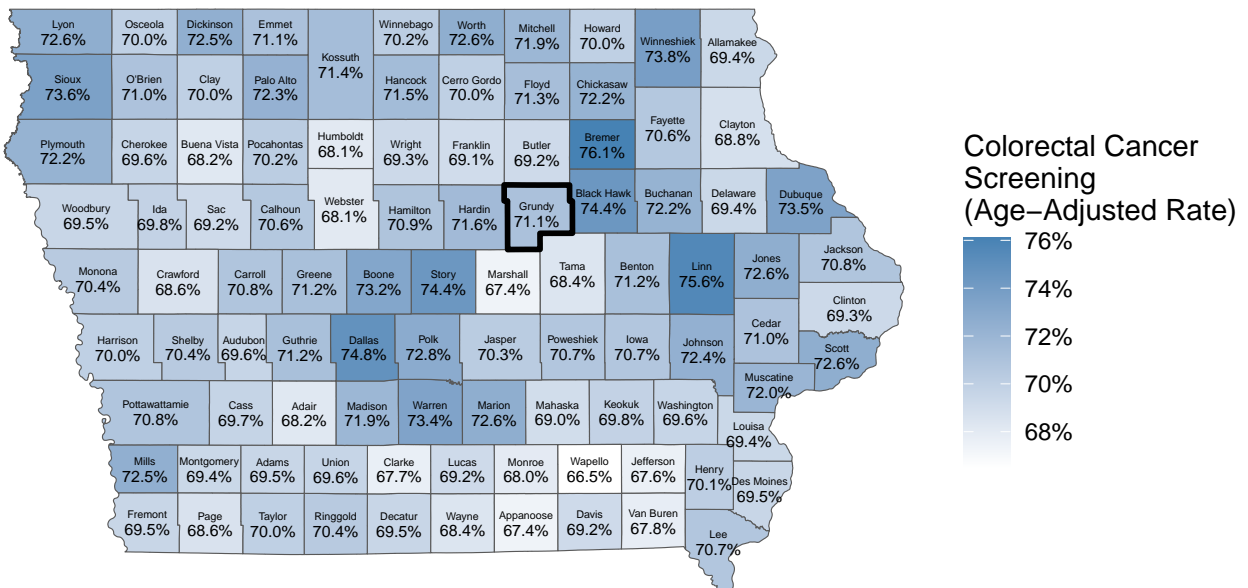 Lyon
72.6%
Osceola
70.0%
Dickinson
72.5%
Emmet
71.1%
Kossuth
71.4%
Winnebago
70.2%
Worth
72.6%
Mitchell
71.9%
Howard
70.0%
Winneshiek
73.8%
Allamakee
69.4%
Sioux
73.6%
O'Brien
71.0%
Clay
70.0%
Palo Alto
72.3%
Hancock
71.5%
Cerro Gordo
70.0%
Floyd
71.3%
Chickasaw
72.2%
Fayette
70.6%
Clayton
68.8%
Plymouth
72.2%
Cherokee
69.6%
Buena Vista
68.2%
Pocahontas
70.2%
Humboldt
68.1%
Wright
69.3%
Franklin
69.1%
Butler
69.2%
Bremer
76.1%
Woodbury
69.5%
Ida
69.8%
Sac
69.2%
Calhoun
70.6%
Webster
68.1%
Hamilton
70.9%
Hardin
71.6%
Grundy
71.1%
Black Hawk
74.4%
Buchanan
72.2%
Delaware
69.4%
Dubuque
73.5%
Monona
70.4%
Crawford
68.6%
Carroll
70.8%
Greene
71.2%
Boone
73.2%
Story
74.4%
Marshall
67.4%
Tama
68.4%
Benton
71.2%
Linn
75.6%
Jones
72.6%
Jackson
70.8%
Clinton
69.3%
Harrison
70.0%
Shelby
70.4%
Audubon
69.6%
Guthrie
71.2%
Dallas
74.8%
Polk
72.8%
Jasper
70.3%
Poweshiek
70.7%
Iowa
70.7%
Johnson
72.4%
Cedar
71.0%
Scott
72.6%
Muscatine
72.0%
Pottawattamie
70.8%
Cass
69.7%
Adair
68.2%
Madison
71.9%
Warren
73.4%
Marion
72.6%
Mahaska
69.0%
Keokuk
69.8%
Washington
69.6%
Louisa
69.4%
Mills
72.5%
Montgomery
69.4%
Adams
69.5%
Union
69.6%
Clarke
67.7%
Lucas
69.2%
Monroe
68.0%
Wapello
66.5%
Jefferson
67.6%
Henry
70.1%
Des Moines
69.5%
Fremont
69.5%
Page
68.6%
Taylor
70.0%
Ringgold
70.4%
Decatur
69.5%
Wayne
68.4%
Appanoose
67.4%
Davis
69.2%
Van Buren
67.8%
Lee
70.7%
Colorectal Cancer
Screening
(Age−Adjusted Rate)
76%
74%
72%
70%
68%